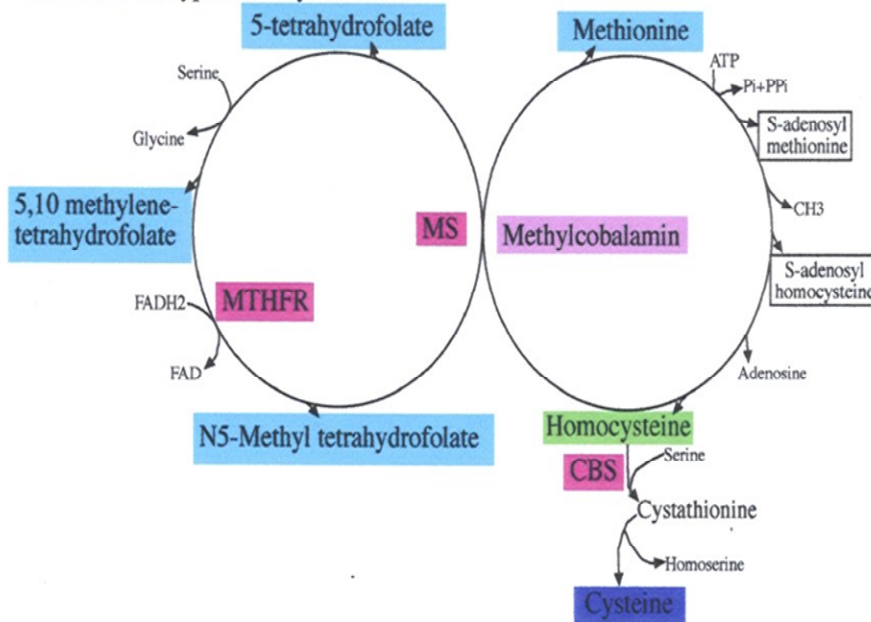 5-tetrahydrofolate
Methionine
Serine
ATP
Pi+PPi
Glycine
S-adenosyl
methionine
5,10 methylene-
tetrahydrofolate
MS
Methylcobalamin
CH3
S-adenosyl
homocysteine
FADH2
MTHFR
FAD
Adenosine
N5-Methyl tetrahydrofolate
Homocysteine
CBS
Serine
Cystathionine
Homoserine
Cysteine